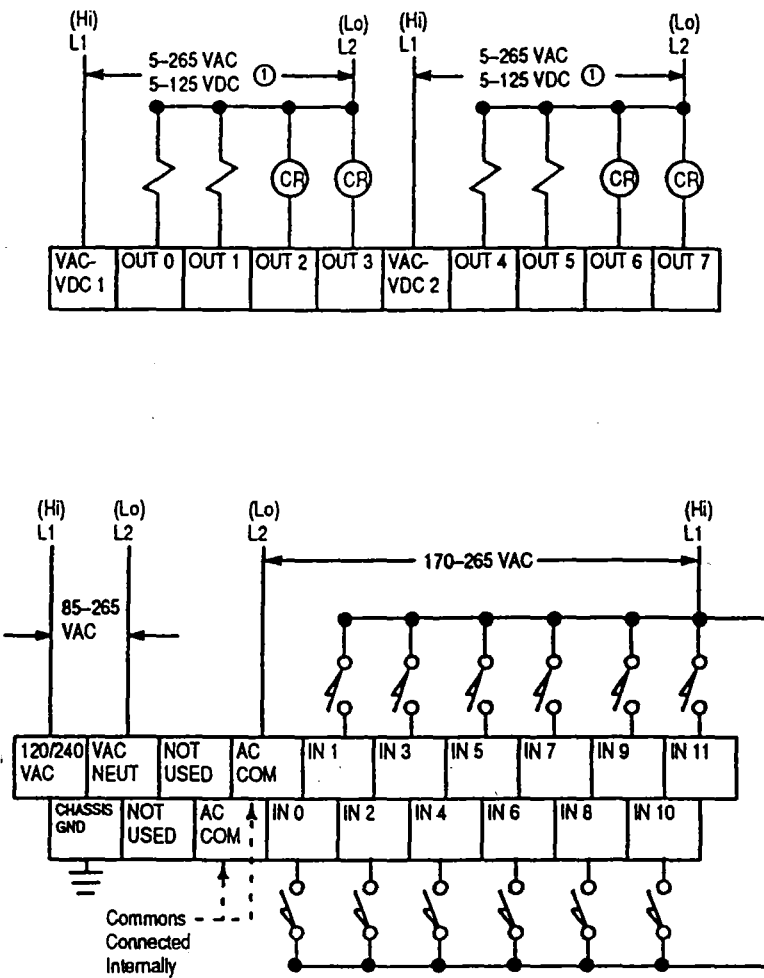 (Hi) (Lo) (Hi) (Lo)
L1 L2 L1 L2
5–265 VAC 5–265 VAC
5–125 VDC ① 5–125 VDC ①
CR CR CR CR
VAC- OUT 0 OUT 1 OUT 2 OUT 3 VAC- OUT 4 OUT 5 OUT 6 OUT 7
VDC 1 VDC 2
(Hi) (Lo) (Lo) (Hi)
L1 L2 L2 L1
170–265 VAC
85–265
VAC
120/240 VAC NOT AC IN 1 IN 3 IN 5 IN 7 IN 9 IN 11
VAC NEUT USED COM
CHASSIS NOT AC IN 0 IN 2 IN 4 IN 6 IN 8 IN 10
GND USED COM
Commons
Connected
Internally